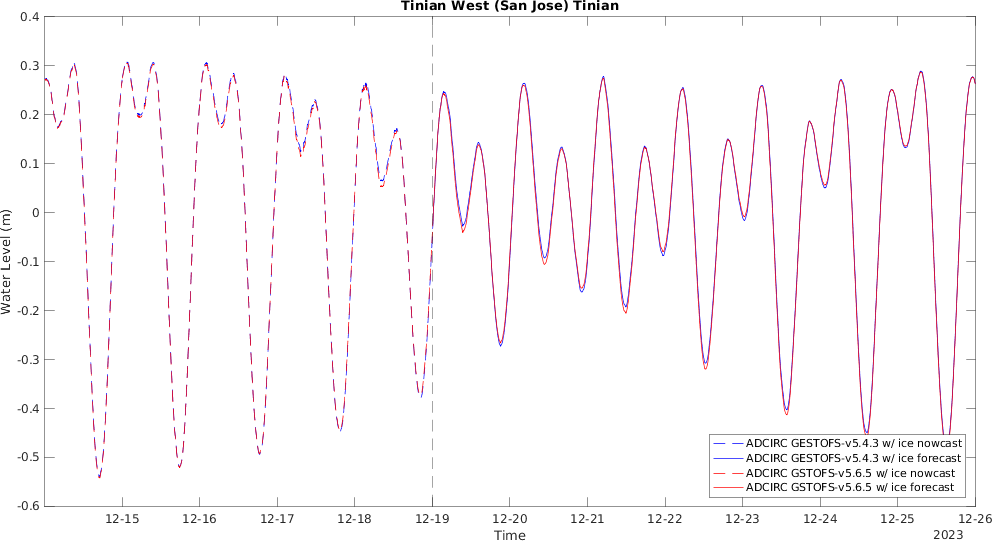 Tinian West (San Jose) Tinian
0.4
0.3
0.2
0.1
0
-0.1
-0.2
-0.3
-0.4
-0.5
-0.6
Water Level (m)
ADCIRC GESTOFS-v5.4.3 w/ ice nowcast
ADCIRC GESTOFS-v5.4.3 w/ ice forecast
ADCIRC GSTOFS-v5.6.5 w/ ice nowcast
ADCIRC GSTOFS-v5.6.5 w/ ice forecast
12-15 12-16 12-17 12-18 12-19 12-20 12-21 12-22 12-23 12-24 12-25 12-26
Time
2023